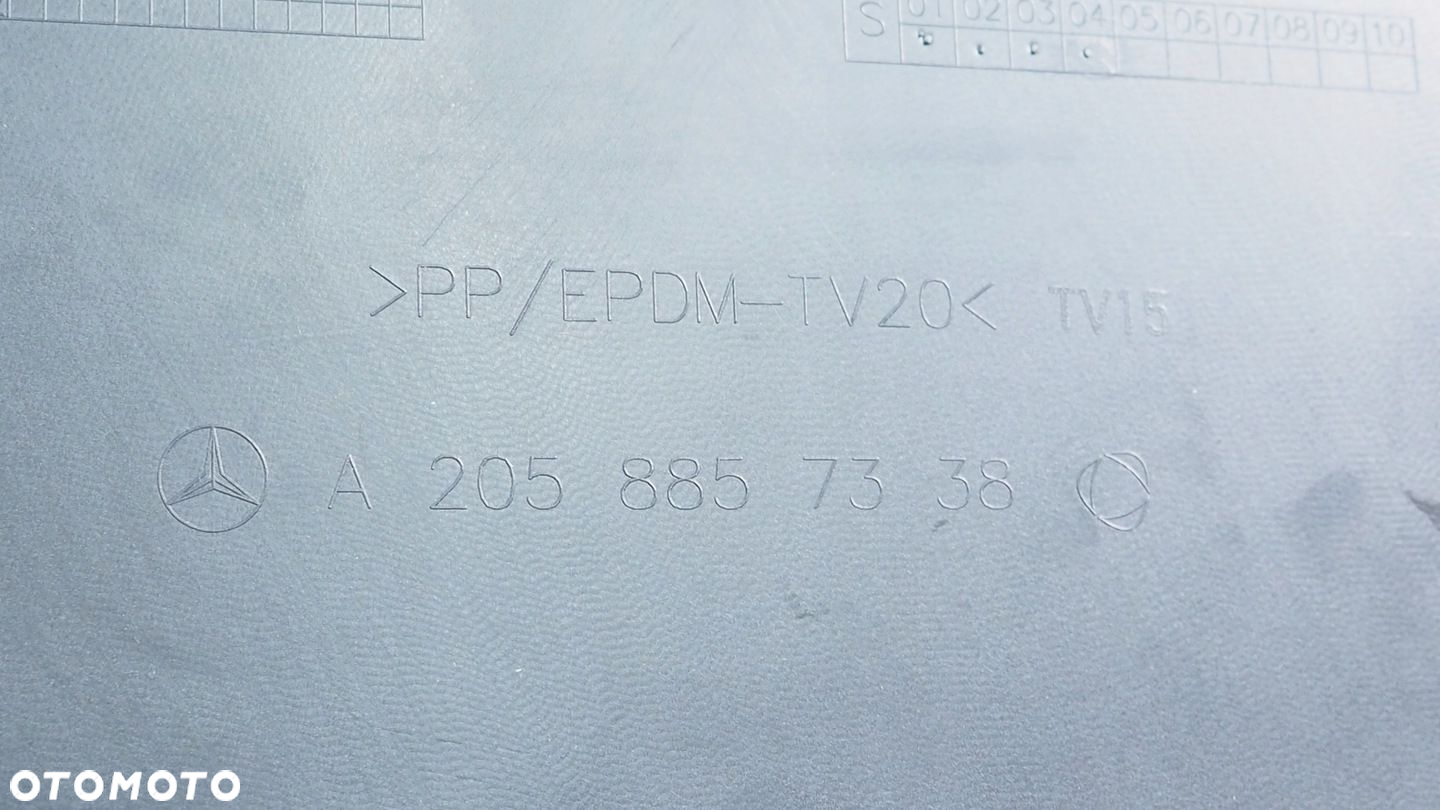 S 01 02 03 04 05 06 07 08 09 10
>PP/EPDM-TV20< TV15
A 205 885 73 38
OTOMOTO